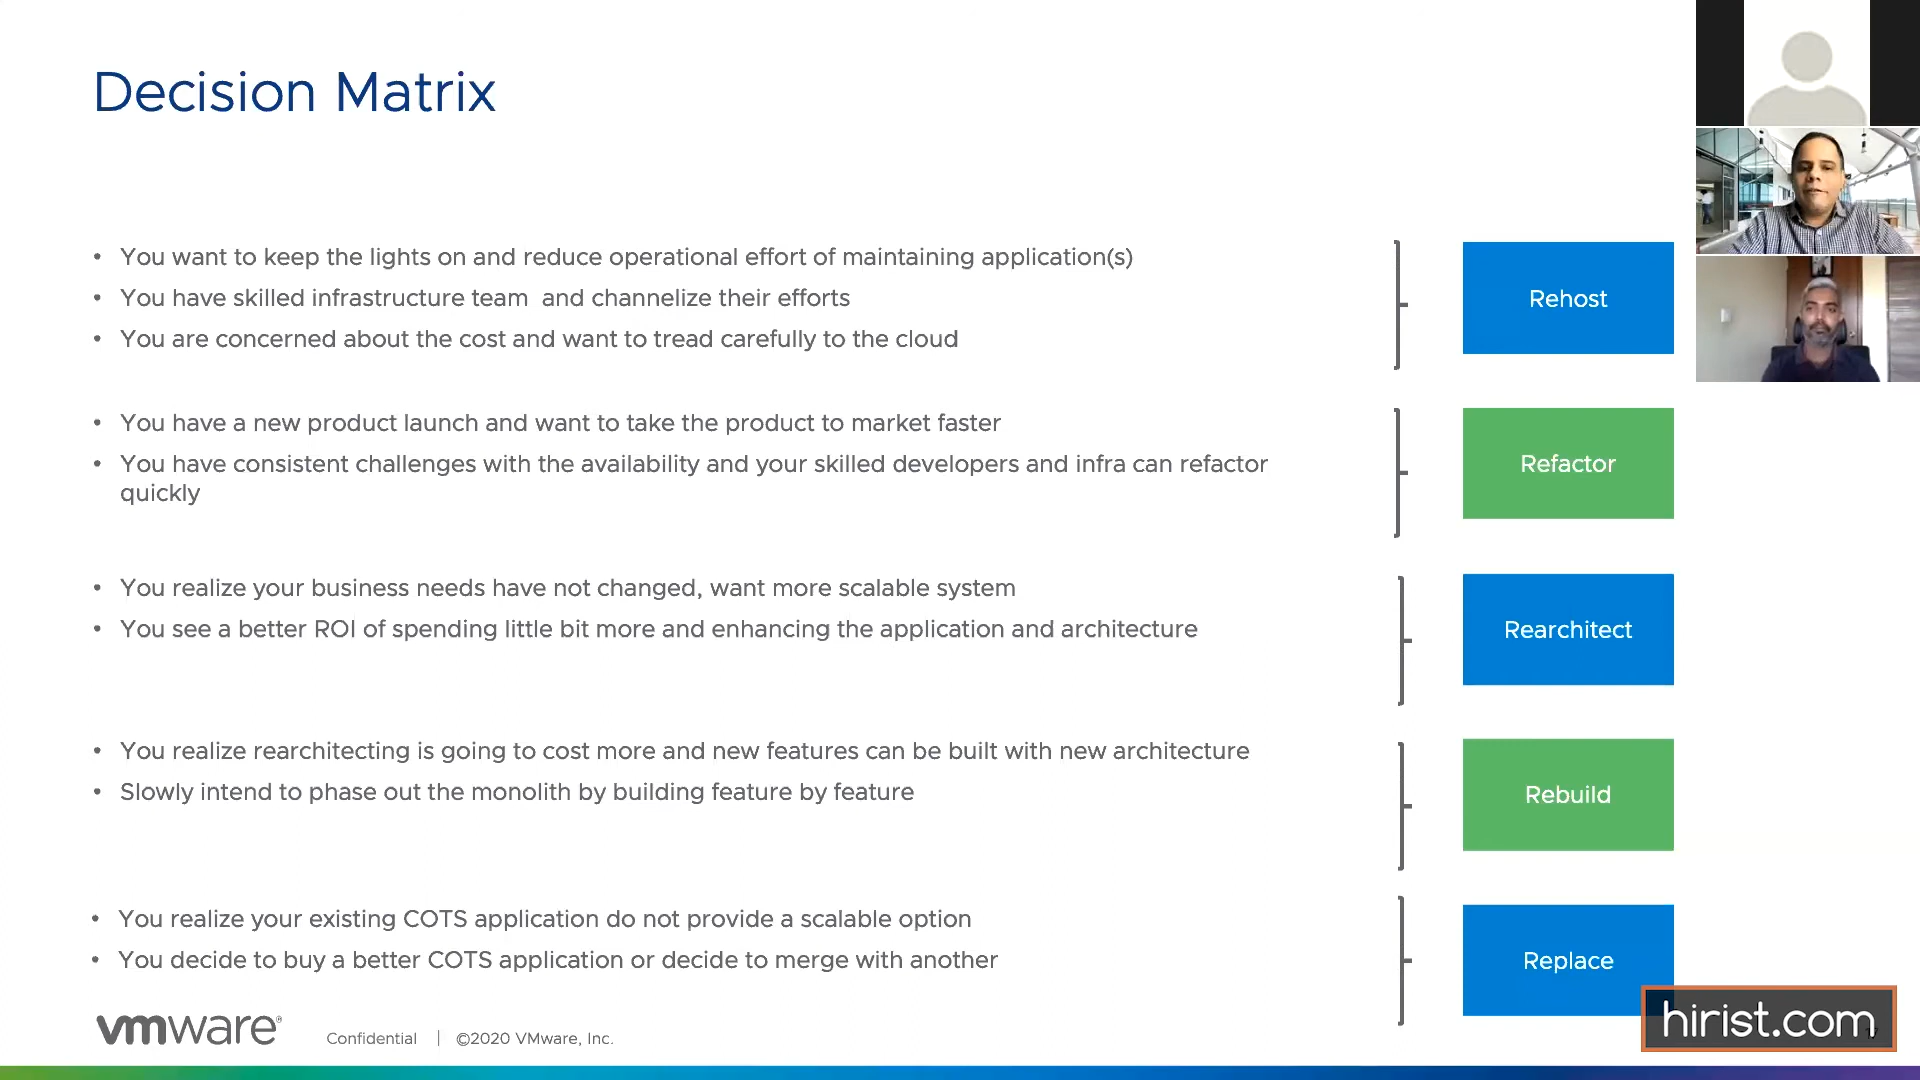 Decision Matrix
• You want to keep the lights on and reduce operational effort of maintaining application(s)
• You have skilled infrastructure team and channelize their efforts
• You are concerned about the cost and want to tread carefully to the cloud
Rehost
• You have a new product launch and want to take the product to market faster
• You have consistent challenges with the availability and your skilled developers and infra can refactor
quickly
Refactor
• You realize your business needs have not changed, want more scalable system
• You see a better ROI of spending little bit more and enhancing the application and architecture
Rearchitect
• You realize rearchitecting is going to cost more and new features can be built with new architecture
• Slowly intend to phase out the monolith by building feature by feature
Rebuild
• You realize your existing COTS application do not provide a scalable option
• You decide to buy a better COTS application or decide to merge with another
Replace
vmware®
Confidential | ©2020 VMware, Inc.
hirist.com